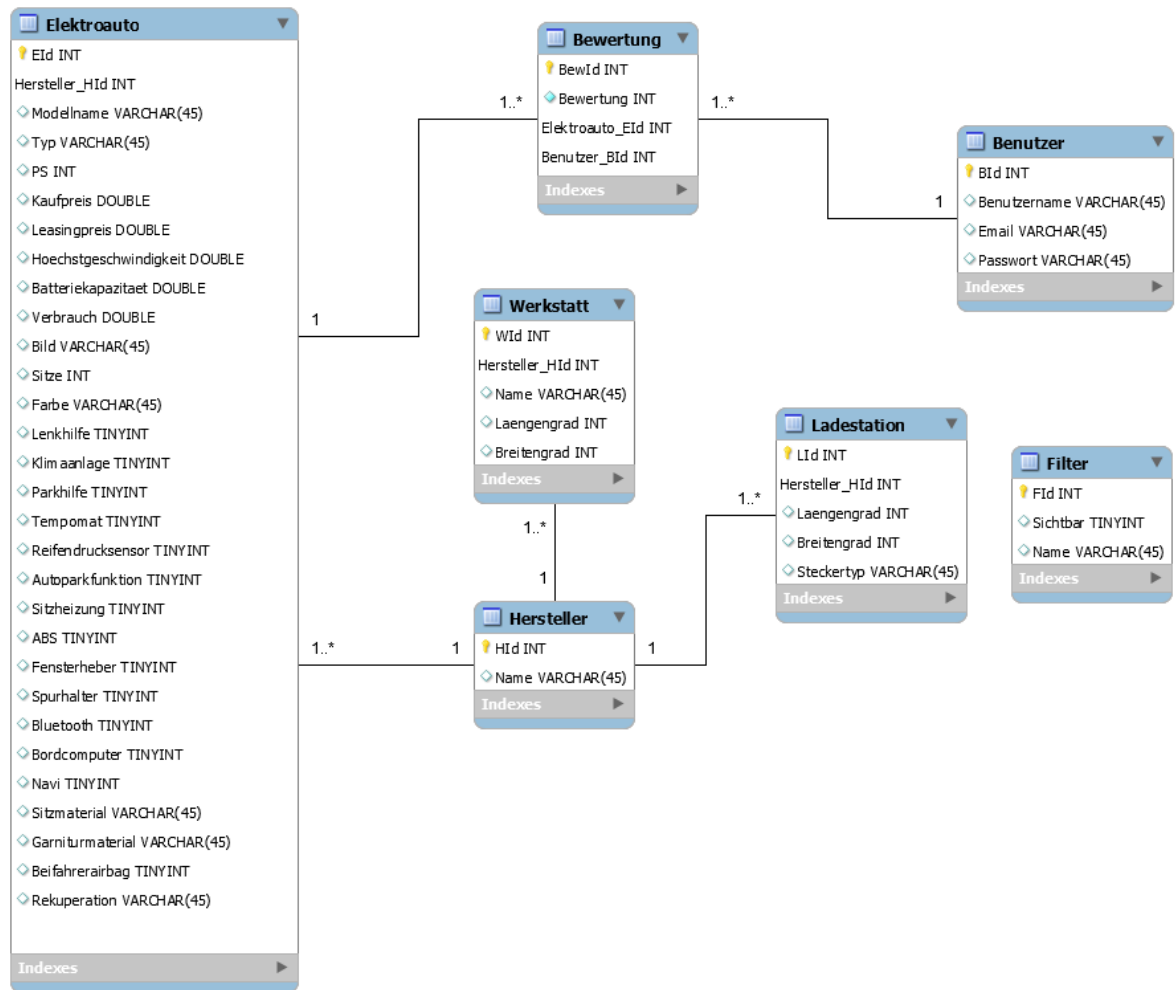 Elektroauto
EId INT
Hersteller_HId INT
Modellname VARCHAR(45)
Typ VARCHAR(45)
PS INT
Kaufpreis DOUBLE
Leasingpreis DOUBLE
Hoechstgeschwindigkeit DOUBLE
Batteriekapazitaet DOUBLE
Verbrauch DOUBLE
Bild VARCHAR(45)
Sitze INT
Farbe VARCHAR(45)
Lenkhilfe TINYINT
Klimaanlage TINYINT
Parkhilfe TINYINT
Tempomat TINYINT
Reifendrucksensor TINYINT
Autoparkfunktion TINYINT
Sitzheizung TINYINT
ABS TINYINT
Fensterheber TINYINT
Spurhalter TINYINT
Bluetooth TINYINT
Bordcomputer TINYINT
Navi TINYINT
Sitzmaterial VARCHAR(45)
Garniturmaterial VARCHAR(45)
Beifahrerairbag TINYINT
Rekuperation VARCHAR(45)
Indexes
1
1..*
1..*
1
Bewertung
BewId INT
Bewertung INT
Elektroauto_EId INT
Benutzer_BId INT
Indexes
1..*
1
Benutzer
BId INT
Benutzername VARCHAR(45)
Email VARCHAR(45)
Passwort VARCHAR(45)
Indexes
Werkstatt
WId INT
Hersteller_HId INT
Name VARCHAR(45)
Laengengrad INT
Breitengrad INT
Indexes
1..*
1
Hersteller
HId INT
Name VARCHAR(45)
Indexes
1
1..*
Ladestation
LId INT
Hersteller_HId INT
Laengengrad INT
Breitengrad INT
Steckertyp VARCHAR(45)
Indexes
Filter
FId INT
Sichtbar TINYINT
Name VARCHAR(45)
Indexes